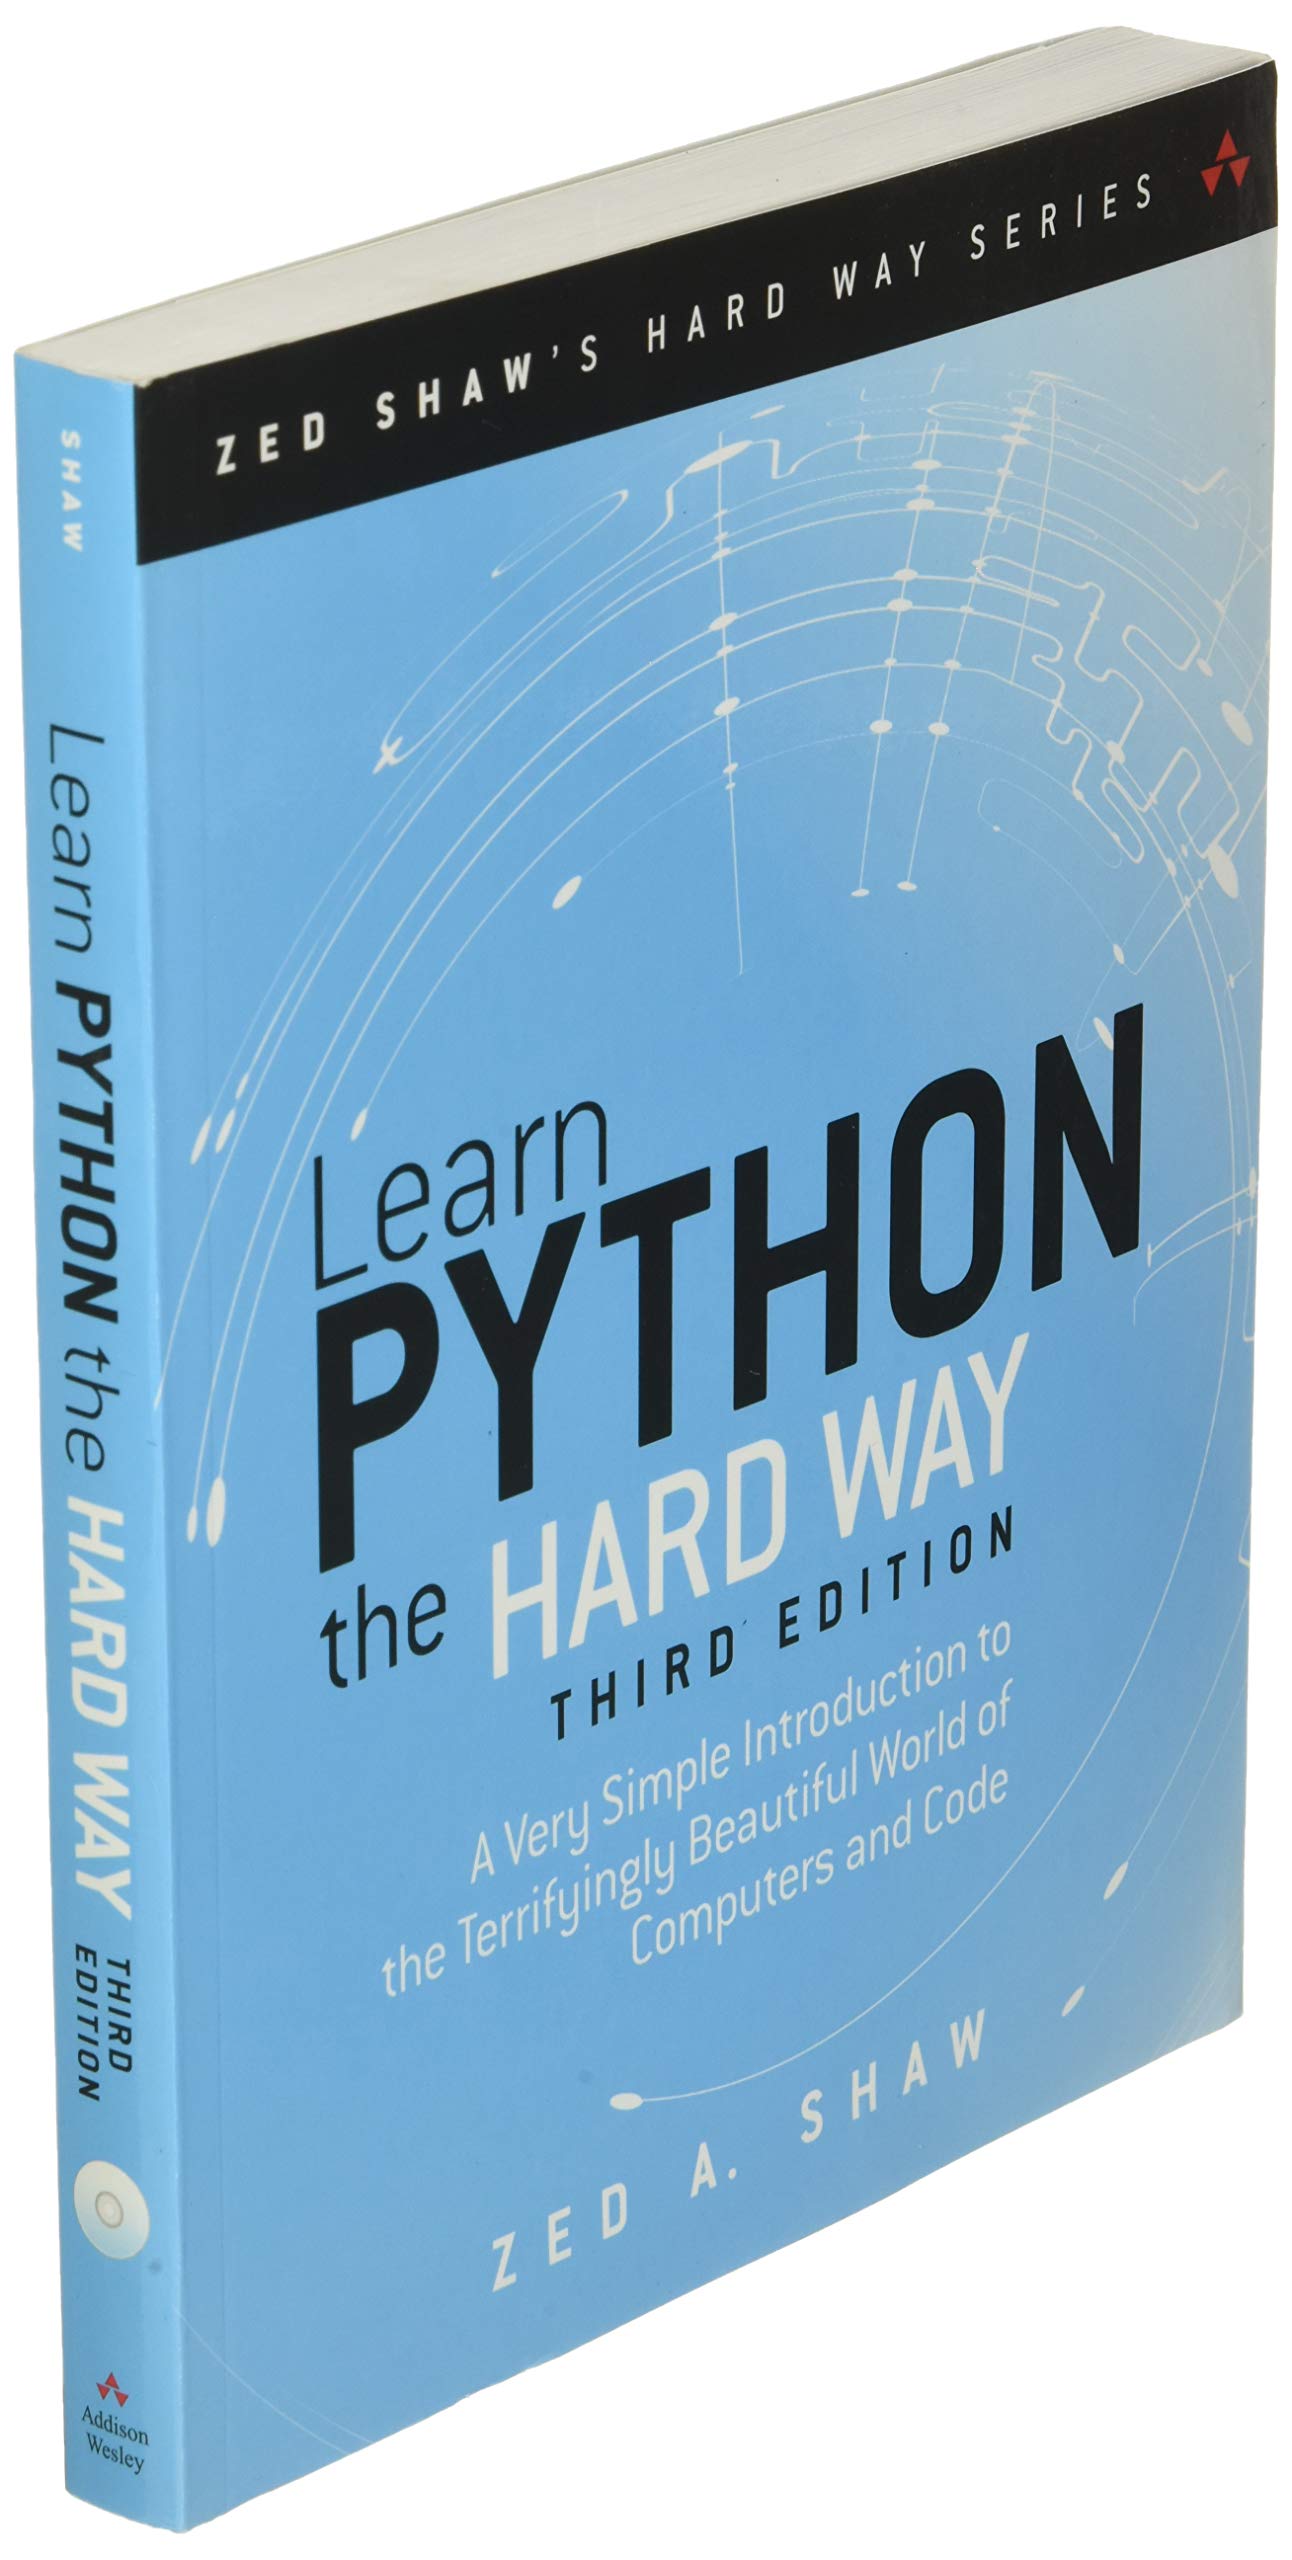 ZED SHAW'S HARD WAY SERIES
Learn
PYTHON
the HARD WAY
THIRD EDITION
A Very Simple Introduction to
the Terrifyingly Beautiful World of
Computers and Code
ZED A. SHAW
SHAW
Learn PYTHON the HARD WAY
THIRD
EDITION
Addison
Wesley